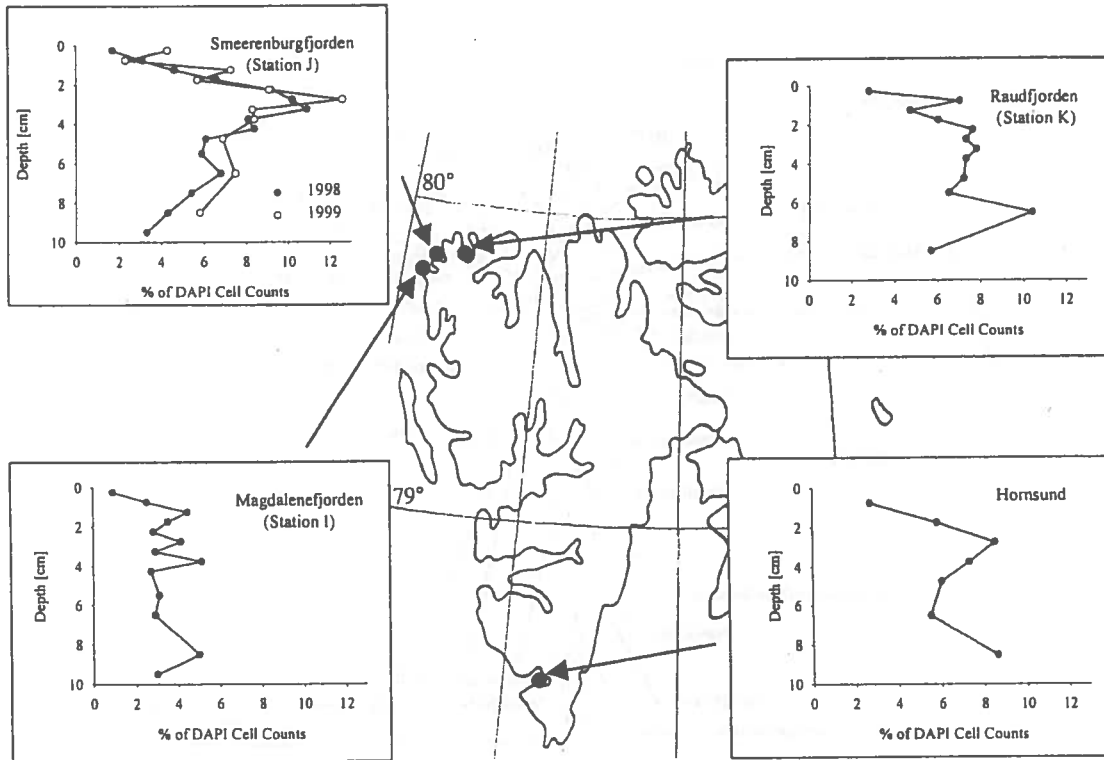 Smeerenburgfjorden
(Station J)
Depth [cm]
0
2
4
6
8
10
1998
1999
0 2 4 6 8 10 12
% of DAPI Cell Counts
Raudfjorden
(Station K)
Depth [cm]
0
2
4
6
8
10
0 2 4 6 8 10 12
% of DAPI Cell Counts
80°
79°
Magdalenefjorden
(Station I)
Depth [cm]
0
2
4
6
8
10
0 2 4 6 8 10 12
% of DAPI Cell Counts
Hornsund
Depth [cm]
0
2
4
6
8
10
0 2 4 6 8 10 12
% of DAPI Cell Counts